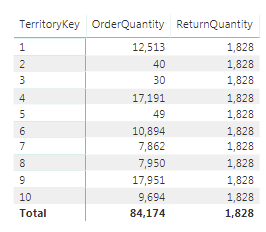 TerritoryKey OrderQuantity ReturnQuantity
1 12,513 1,828
2 40 1,828
3 30 1,828
4 17,191 1,828
5 49 1,828
6 10,894 1,828
7 7,862 1,828
8 7,950 1,828
9 17,951 1,828
10 9,694 1,828
Total 84,174 1,828